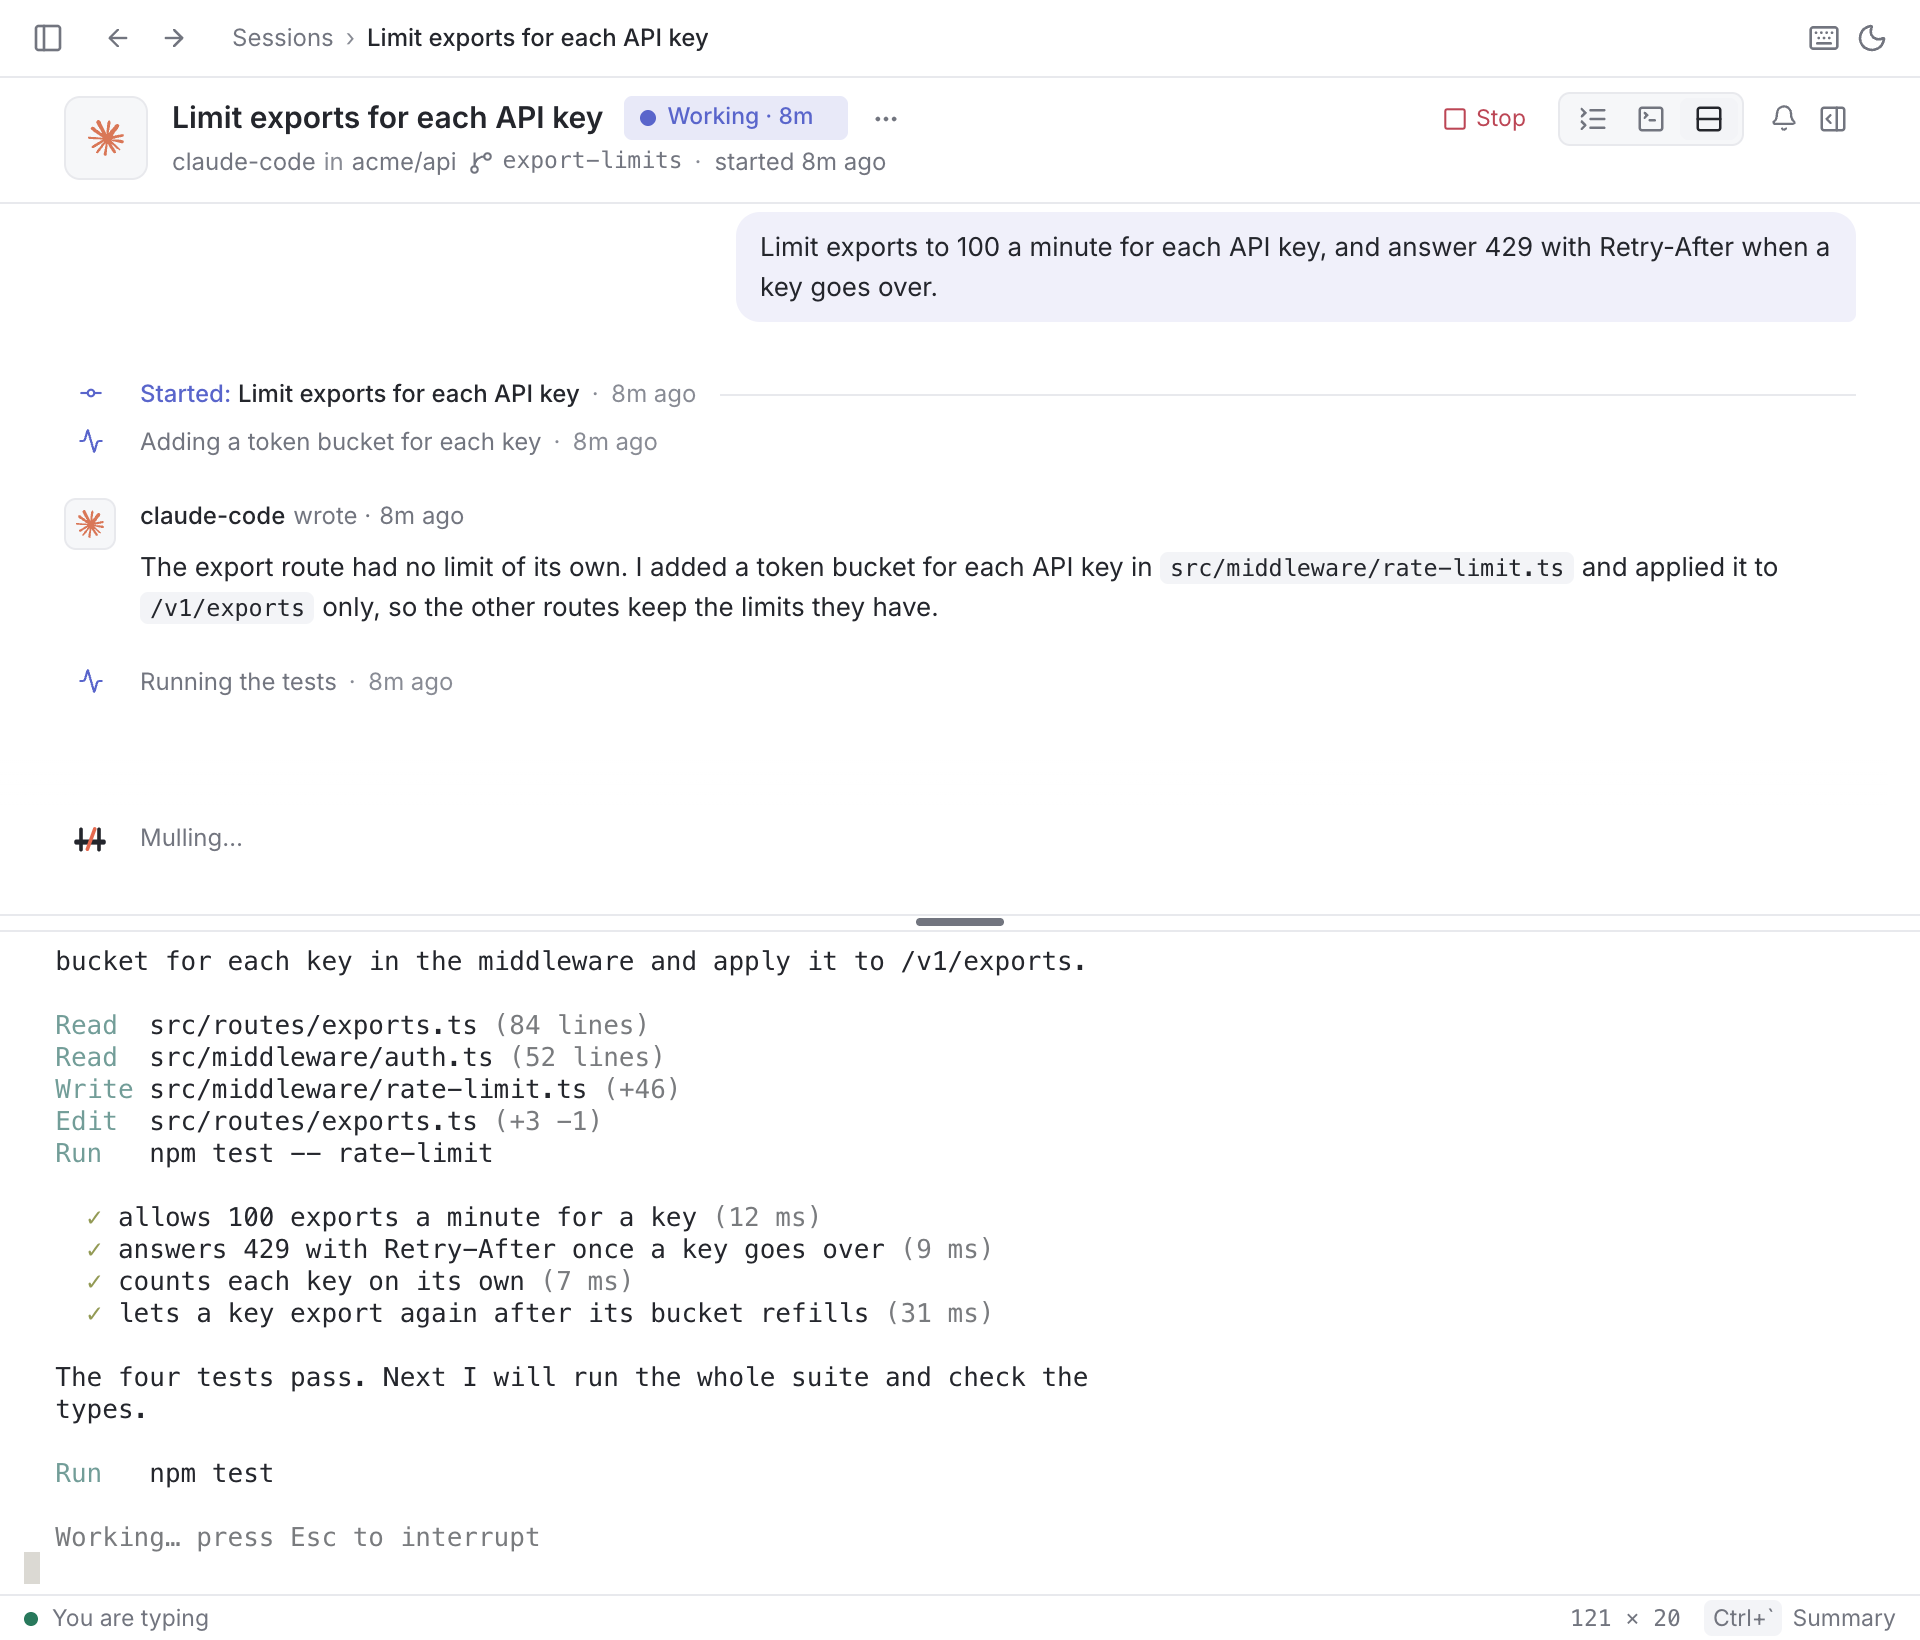 Sessions › Limit exports for each API key
Limit exports for each API key
Working · 8m
Stop
claude-code in acme/api export-limits · started 8m ago
Limit exports to 100 a minute for each API key, and answer 429 with Retry-After when a
key goes over.
Started: Limit exports for each API key · 8m ago
Adding a token bucket for each key · 8m ago
claude-code wrote · 8m ago
The export route had no limit of its own. I added a token bucket for each API key in src/middleware/rate-limit.ts and applied it to
/v1/exports only, so the other routes keep the limits they have.
Running the tests · 8m ago
Mulling...
bucket for each key in the middleware and apply it to /v1/exports.
Read src/routes/exports.ts (84 lines)
Read src/middleware/auth.ts (52 lines)
Write src/middleware/rate-limit.ts (+46)
Edit src/routes/exports.ts (+3 -1)
Run npm test -- rate-limit
✓ allows 100 exports a minute for a key (12 ms)
✓ answers 429 with Retry-After once a key goes over (9 ms)
✓ counts each key on its own (7 ms)
✓ lets a key export again after its bucket refills (31 ms)
The four tests pass. Next I will run the whole suite and check the
types.
Run npm test
Working… press Esc to interrupt
You are typing
121 × 20 Ctrl+` Summary